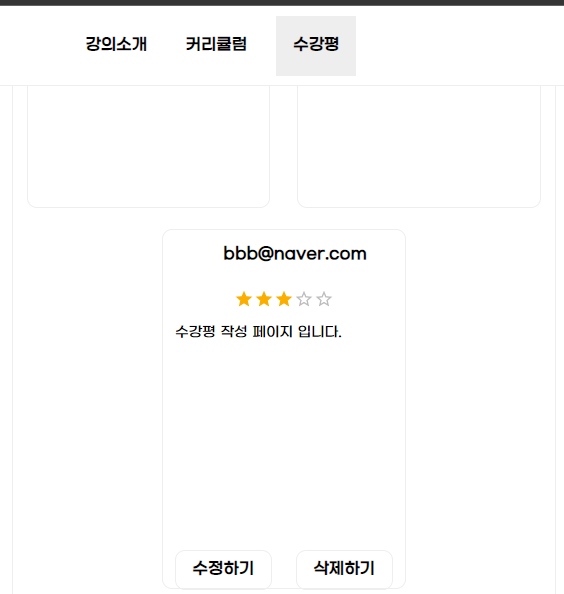 강의소개 커리큘럼 수강평
bbb@naver.com
수강평 작성 페이지 입니다.
수정하기 삭제하기